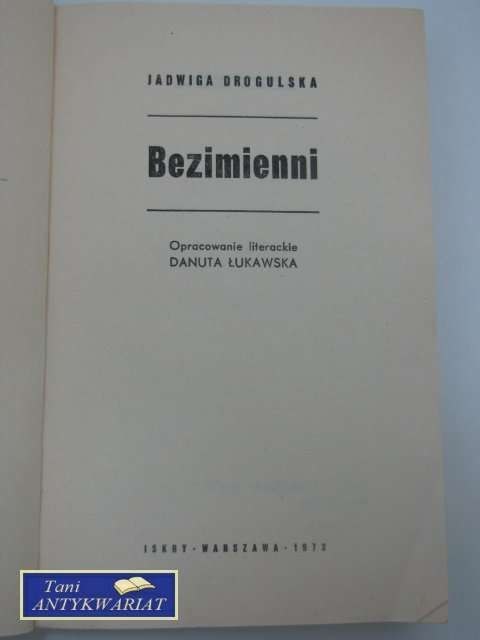 JADWIGA DROGULSKA
Bezimienni
Opracowanie literackie
DANUTA ŁUKAWSKA
ISKRY · WARSZAWA · 1973
Tani
ANTYKWARIAT